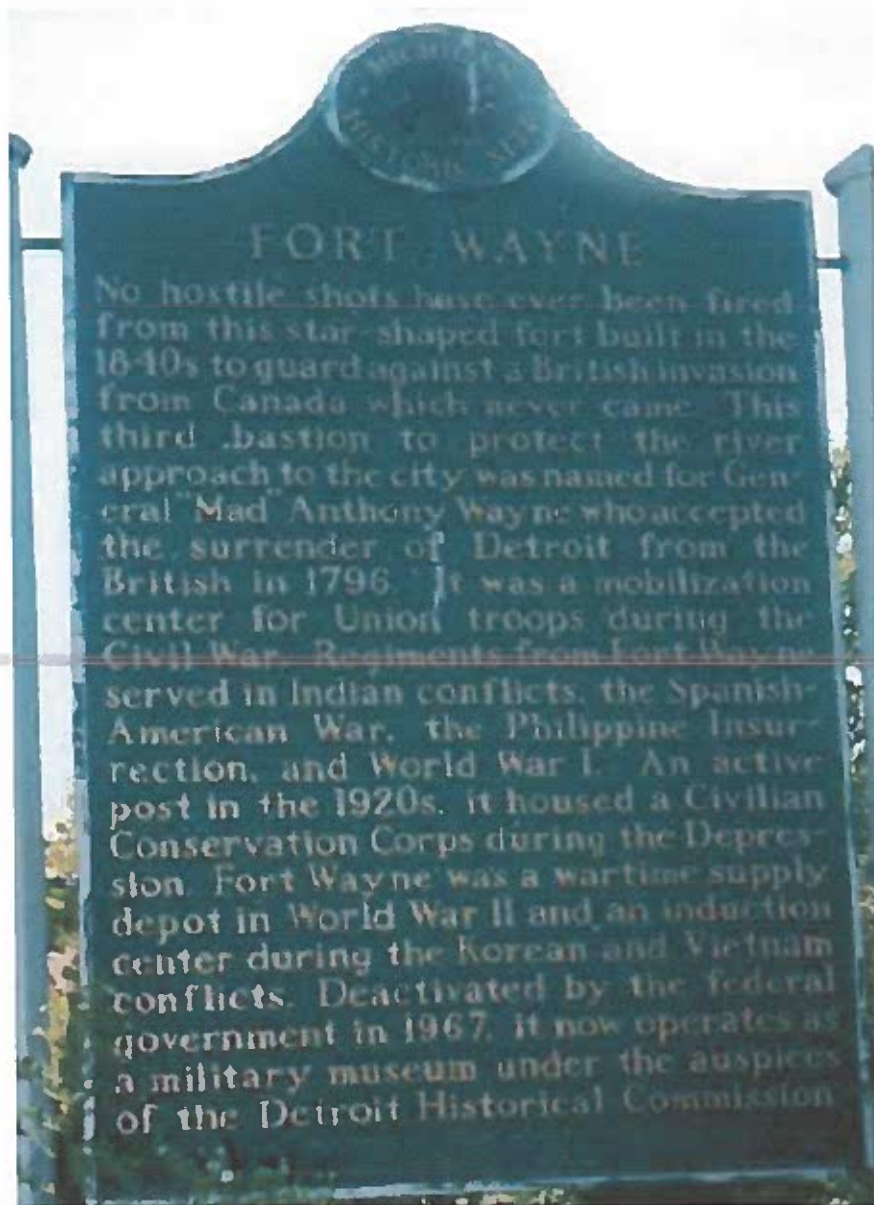 MICHIGAN
HISTORIC SITE
FORT WAYNE
No hostile shots have ever been fired
from this star-shaped fort built in the
1840s to guard against a British invasion
from Canada which never came. This
third bastion to protect the river
approach to the city was named for Gen-
eral "Mad" Anthony Wayne who accepted
the surrender of Detroit from the
British in 1796. It was a mobilization
center for Union troops during the
Civil War. Regiments from Fort Wayne
served in Indian conflicts, the Spanish-
American War, the Philippine Insur-
rection, and World War I. An active
post in the 1920s, it housed a Civilian
Conservation Corps during the Depres-
sion. Fort Wayne was a wartime supply
depot in World War II and an induction
center during the Korean and Vietnam
conflicts. Deactivated by the federal
government in 1967, it now operates as
a military museum under the auspices
of the Detroit Historical Commission